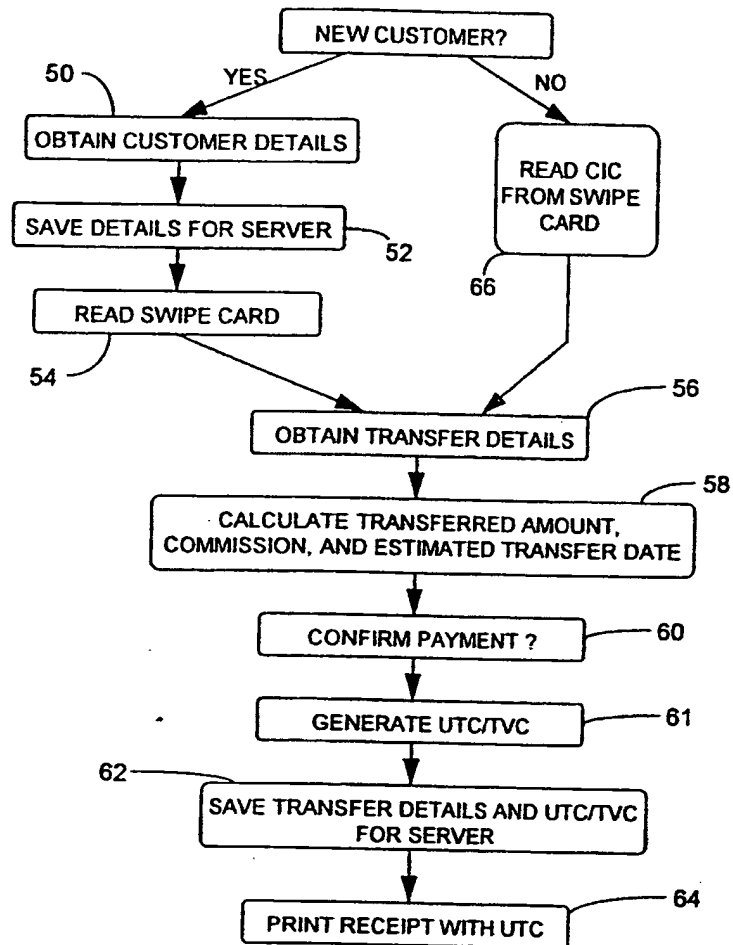 NEW CUSTOMER?
YES
NO
50
OBTAIN CUSTOMER DETAILS
SAVE DETAILS FOR SERVER
52
READ SWIPE CARD
54
READ CIC
FROM SWIPE
CARD
66
56
OBTAIN TRANSFER DETAILS
58
CALCULATE TRANSFERRED AMOUNT,
COMMISSION, AND ESTIMATED TRANSFER DATE
CONFIRM PAYMENT ?
60
GENERATE UTC/TVC
61
62
SAVE TRANSFER DETAILS AND UTC/TVC
FOR SERVER
64
PRINT RECEIPT WITH UTC